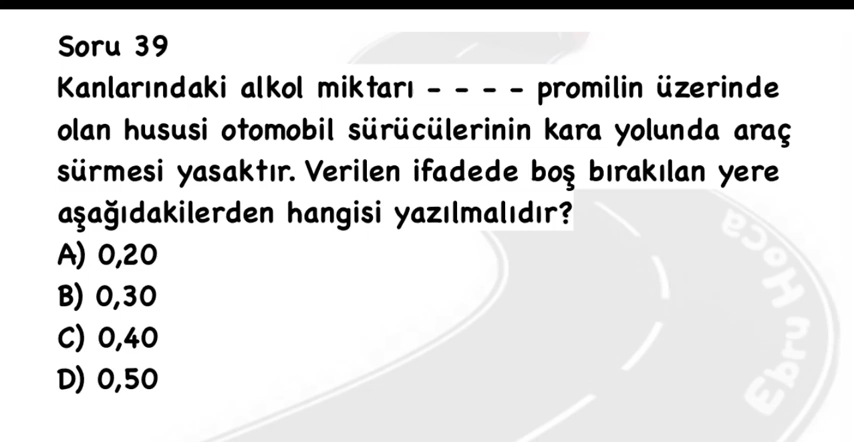 Soru 39
Kanlarındaki alkol miktarı - - - - promilin üzerinde
olan hususi otomobil sürücülerinin kara yolunda araç
sürmesi yasaktır. Verilen ifadede boş bırakılan yere
aşağıdakilerden hangisi yazılmalıdır?
A) 0,20
B) 0,30
C) 0,40
D) 0,50
Ebru Hoca